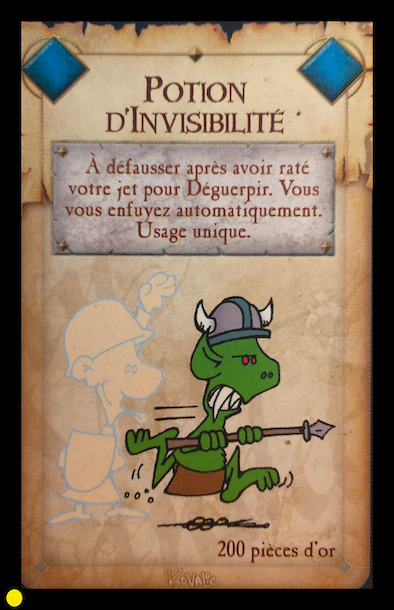 POTION
D'INVISIBILITÉ
À défausser après avoir raté
votre jet pour Déguerpir. Vous
vous enfuyez automatiquement.
Usage unique.
200 pièces d'or
KOVALIC